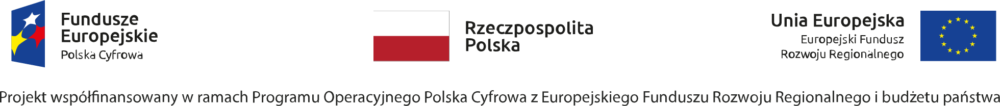 Fundusze
Europejskie
Polska Cyfrowa
Rzeczpospolita
Polska
Unia Europejska
Europejski Fundusz
Rozwoju Regionalnego
Projekt współfinansowany w ramach Programu Operacyjnego Polska Cyfrowa z Europejskiego Funduszu Rozwoju Regionalnego i budżetu państwa